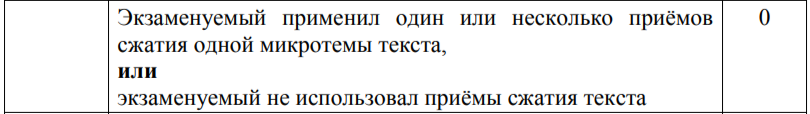 Экзаменуемый применил один или несколько приёмов 0
сжатия одной микротемы текста,
или
экзаменуемый не использовал приёмы сжатия текста